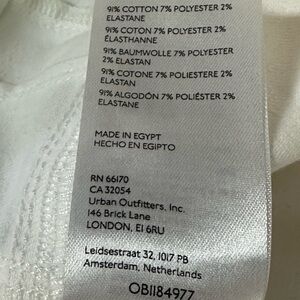 91% COTTON 7% POLYESTER 2%
ELASTANE
91% COTON 7% POLYESTER 2%
ÉLASTHANNE
91% BAUMWOLLE 7% POLYESTER
2% ELASTAN
91% COTONE 7% POLIESTERE 2%
ELASTAN
91% ALGODÓN 7% POLIÉSTER 2%
ELASTANE
MADE IN EGYPT
HECHO EN EGIPTO
RN 66170
CA 32054
Urban Outfitters, Inc.
146 Brick Lane
LONDON, E1 6RU
Leidsestraat 32, 1017 PB
Amsterdam, Netherlands
OB1184977